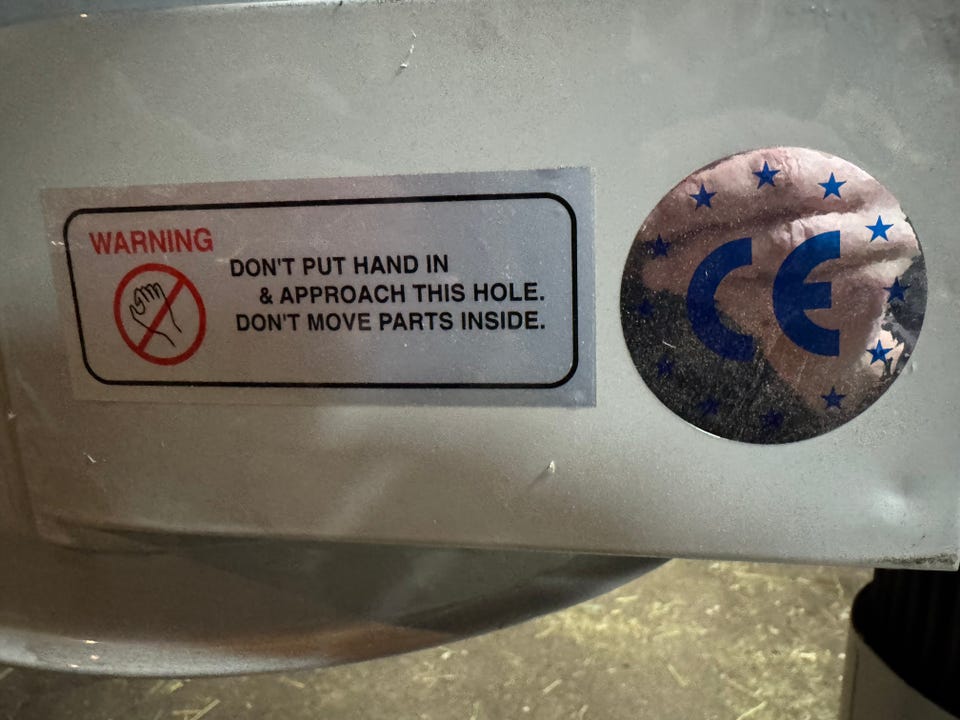 WARNING
DON'T PUT HAND IN
& APPROACH THIS HOLE.
DON'T MOVE PARTS INSIDE.
CE